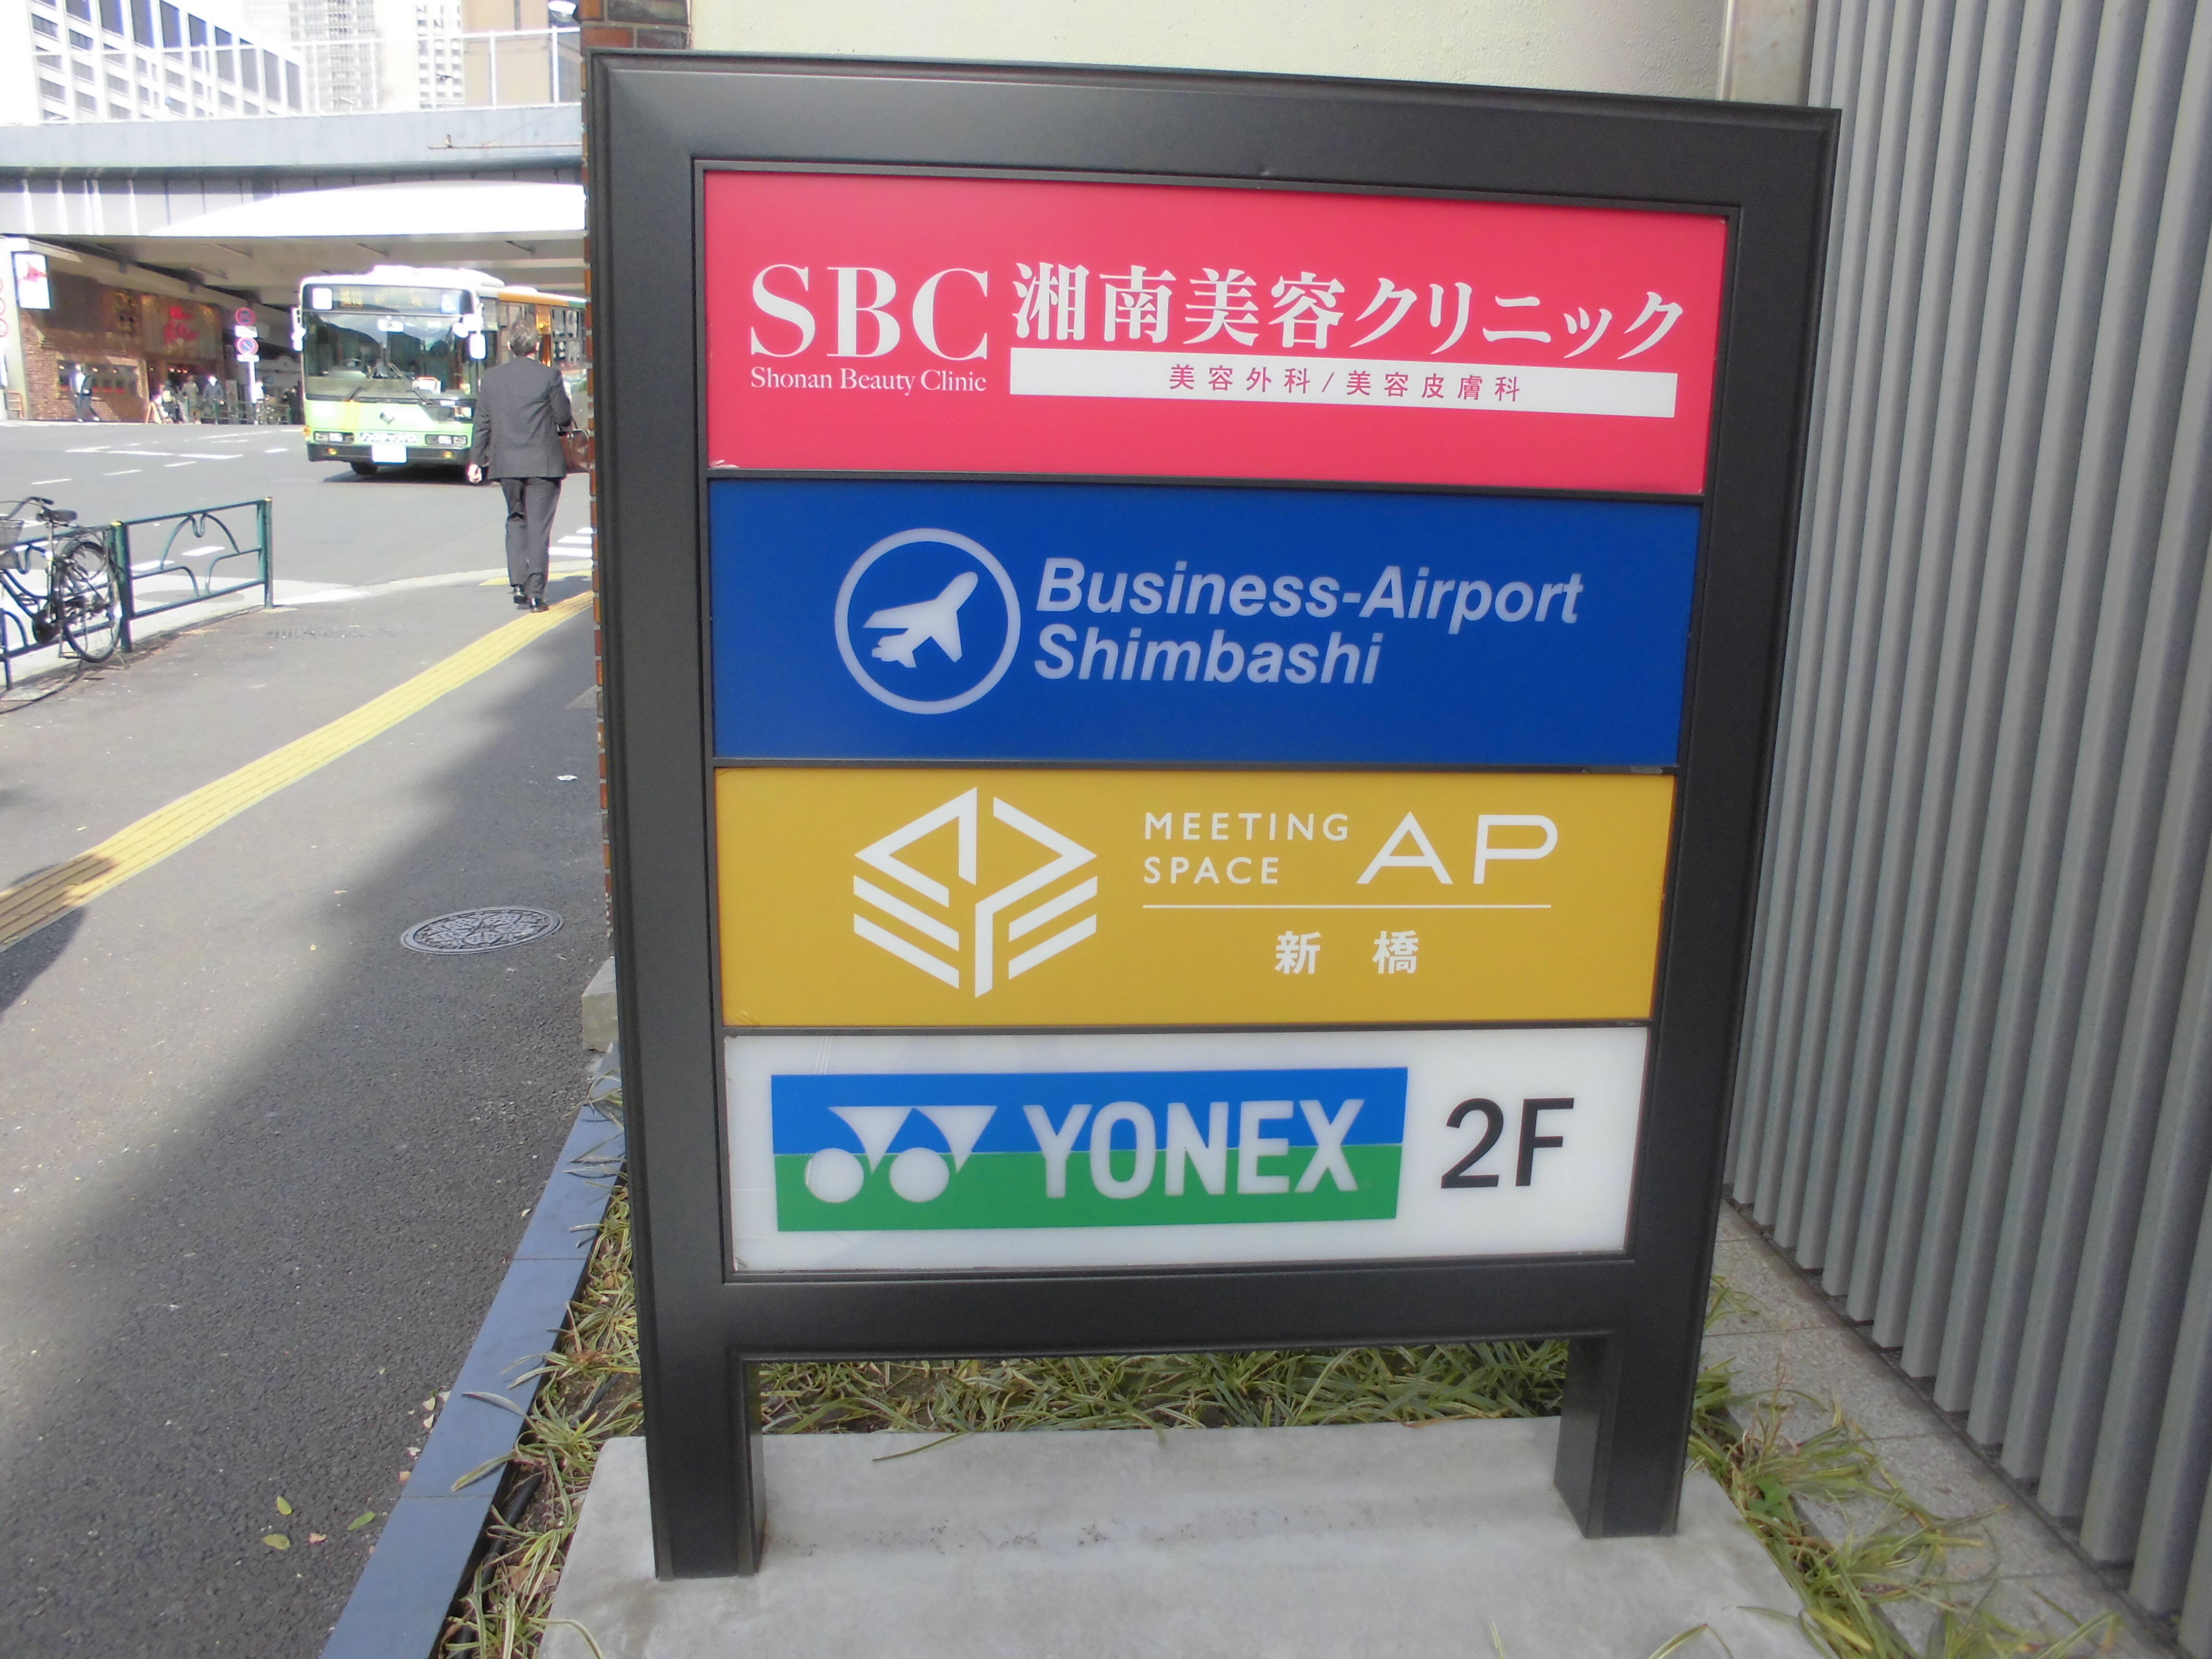 SBC 湘南美容クリニック
Shonan Beauty Clinic
美容外科/美容皮膚科
Business-Airport
Shimbashi
MEETING
SPACE
AP
新橋
YONEX 2F